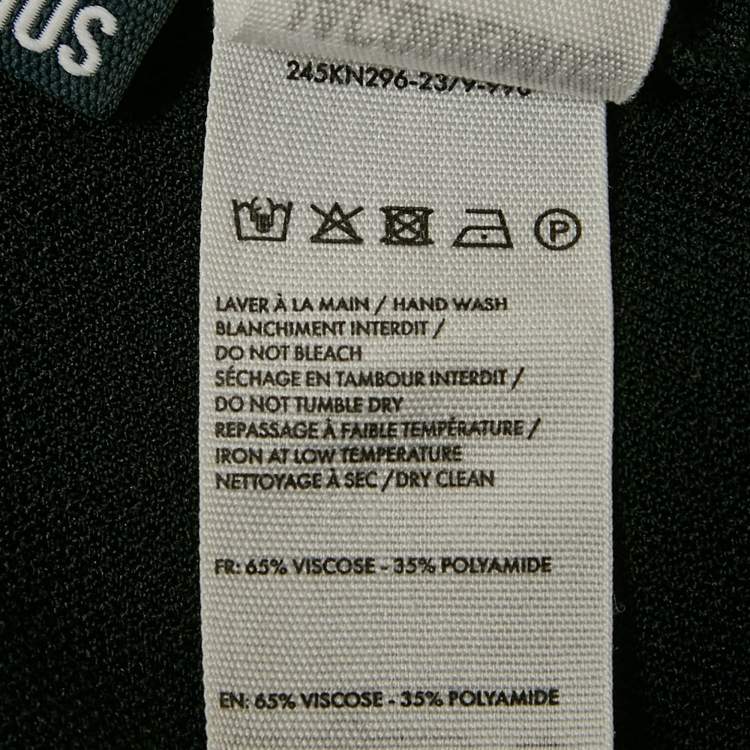 245KN296-2379-990
P
LAVER À LA MAIN / HAND WASH
BLANCHIMENT INTERDIT /
DO NOT BLEACH
SÉCHAGE EN TAMBOUR INTERDIT /
DO NOT TUMBLE DRY
REPASSAGE À FAIBLE TEMPÉRATURE /
IRON AT LOW TEMPERATURE
NETTOYAGE À SEC /DRY CLEAN
FR: 65% VISCOSE - 35% POLYAMIDE
EN: 65% VISCOSE - 35% POLYAMIDE